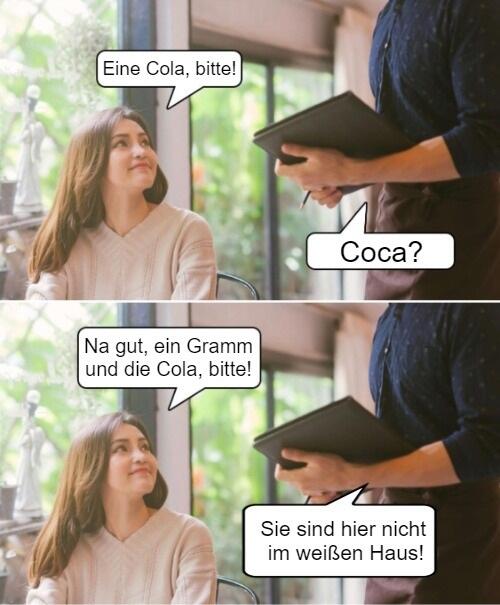 Eine Cola, bitte!
Coca?
Na gut, ein Gramm
und die Cola, bitte!
Sie sind hier nicht
im weißen Haus!